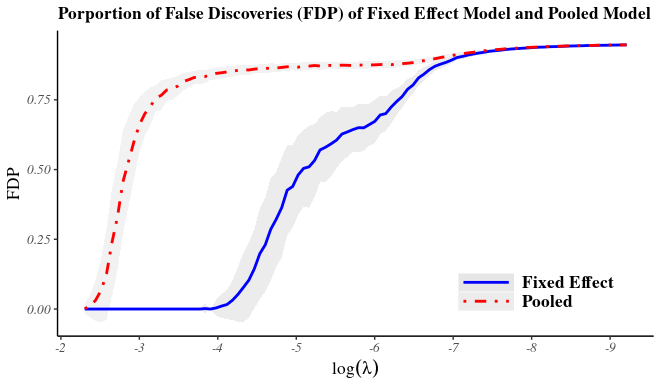 Porportion of False Discoveries (FDP) of Fixed Effect Model and Pooled Model
FDP
0.75
0.50
0.25
0.00
Fixed Effect
Pooled
-2 -3 -4 -5 -6 -7 -8 -9
log(λ)